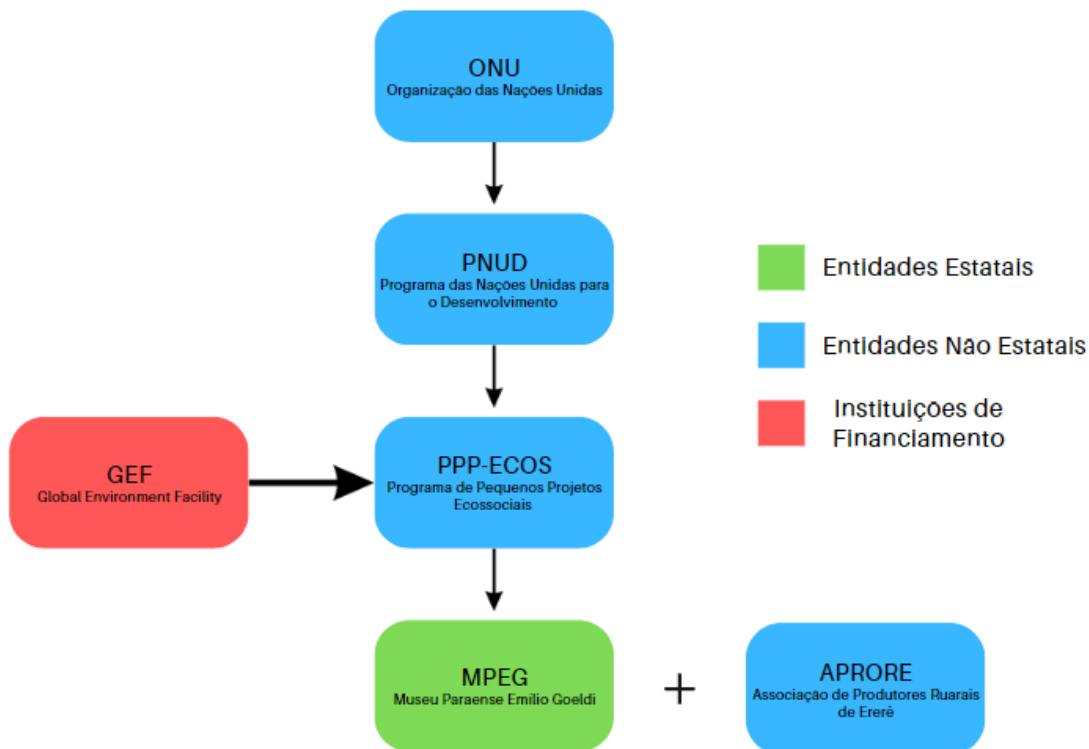 ONU
Organização das Nações Unidas
PNUD
Programa das Nações Unidas para
o Desenvolvimento
Entidades Estatais
Entidades Não Estatais
Instituições de
Financiamento
GEF
Global Environment Facility
PPP-ECOS
Programa de Pequenos Projetos
Ecossociais
MPEG
Museu Paraense Emílio Goeldi
+
APRORE
Associação de Produtores Ruarais
de Ererê